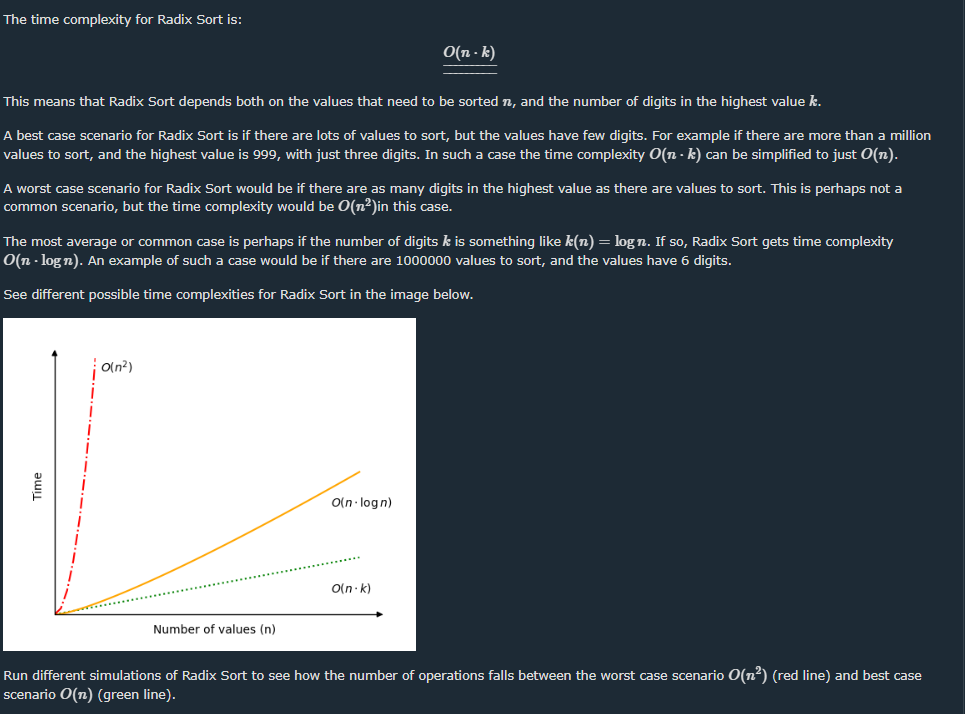 The time complexity for Radix Sort is:
O(n · k)
This means that Radix Sort depends both on the values that need to be sorted n, and the number of digits in the highest value k.
A best case scenario for Radix Sort is if there are lots of values to sort, but the values have few digits. For example if there are more than a million
values to sort, and the highest value is 999, with just three digits. In such a case the time complexity O(n · k) can be simplified to just O(n).
A worst case scenario for Radix Sort would be if there are as many digits in the highest value as there are values to sort. This is perhaps not a
common scenario, but the time complexity would be O(n²)in this case.
The most average or common case is perhaps if the number of digits k is something like k(n) = log n. If so, Radix Sort gets time complexity
O(n · log n). An example of such a case would be if there are 1000000 values to sort, and the values have 6 digits.
See different possible time complexities for Radix Sort in the image below.
O(n²)
Time
O(n · log n)
O(n · k)
Number of values (n)
Run different simulations of Radix Sort to see how the number of operations falls between the worst case scenario O(n²) (red line) and best case
scenario O(n) (green line).